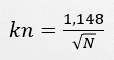 kn = 1,148 / √N